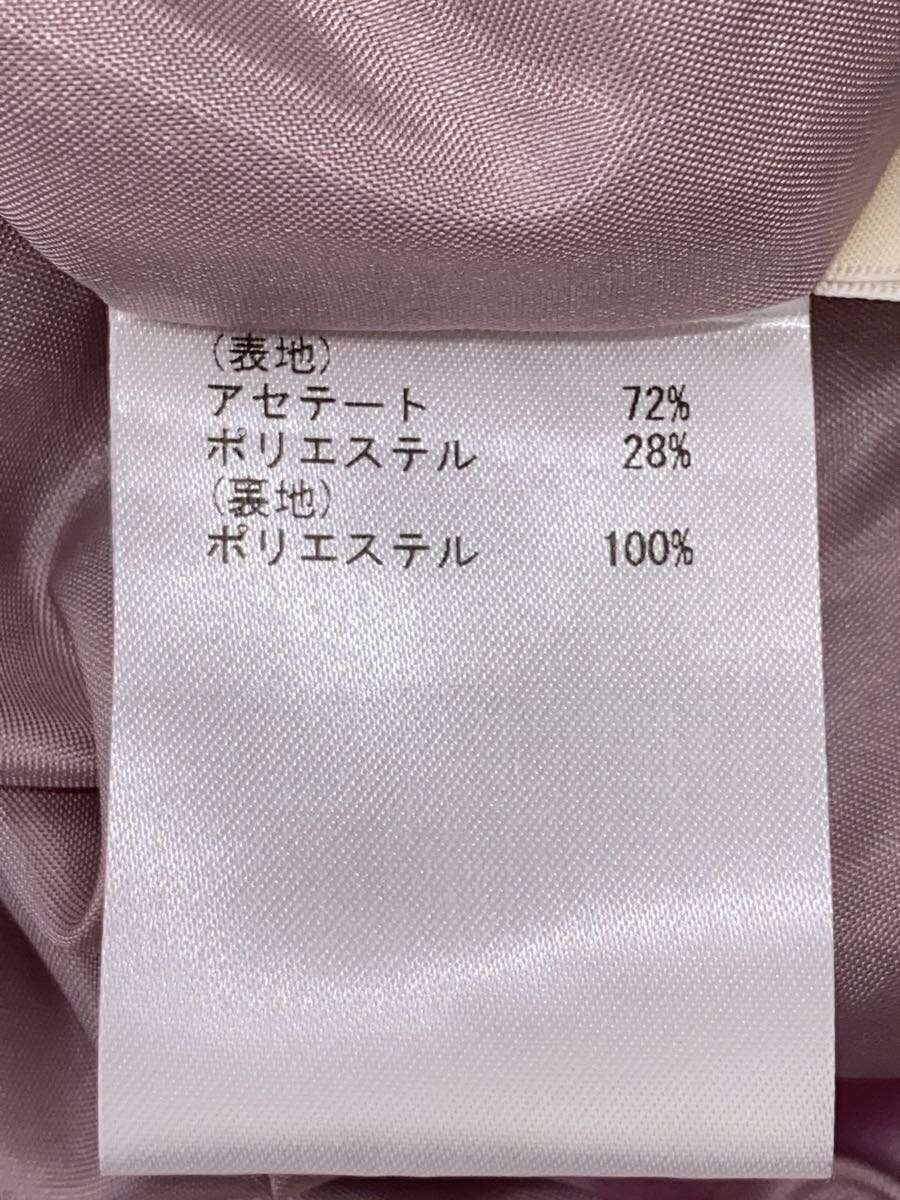 (表地)
アセテート 72%
ポリエステル 28%
(裏地)
ポリエステル 100%